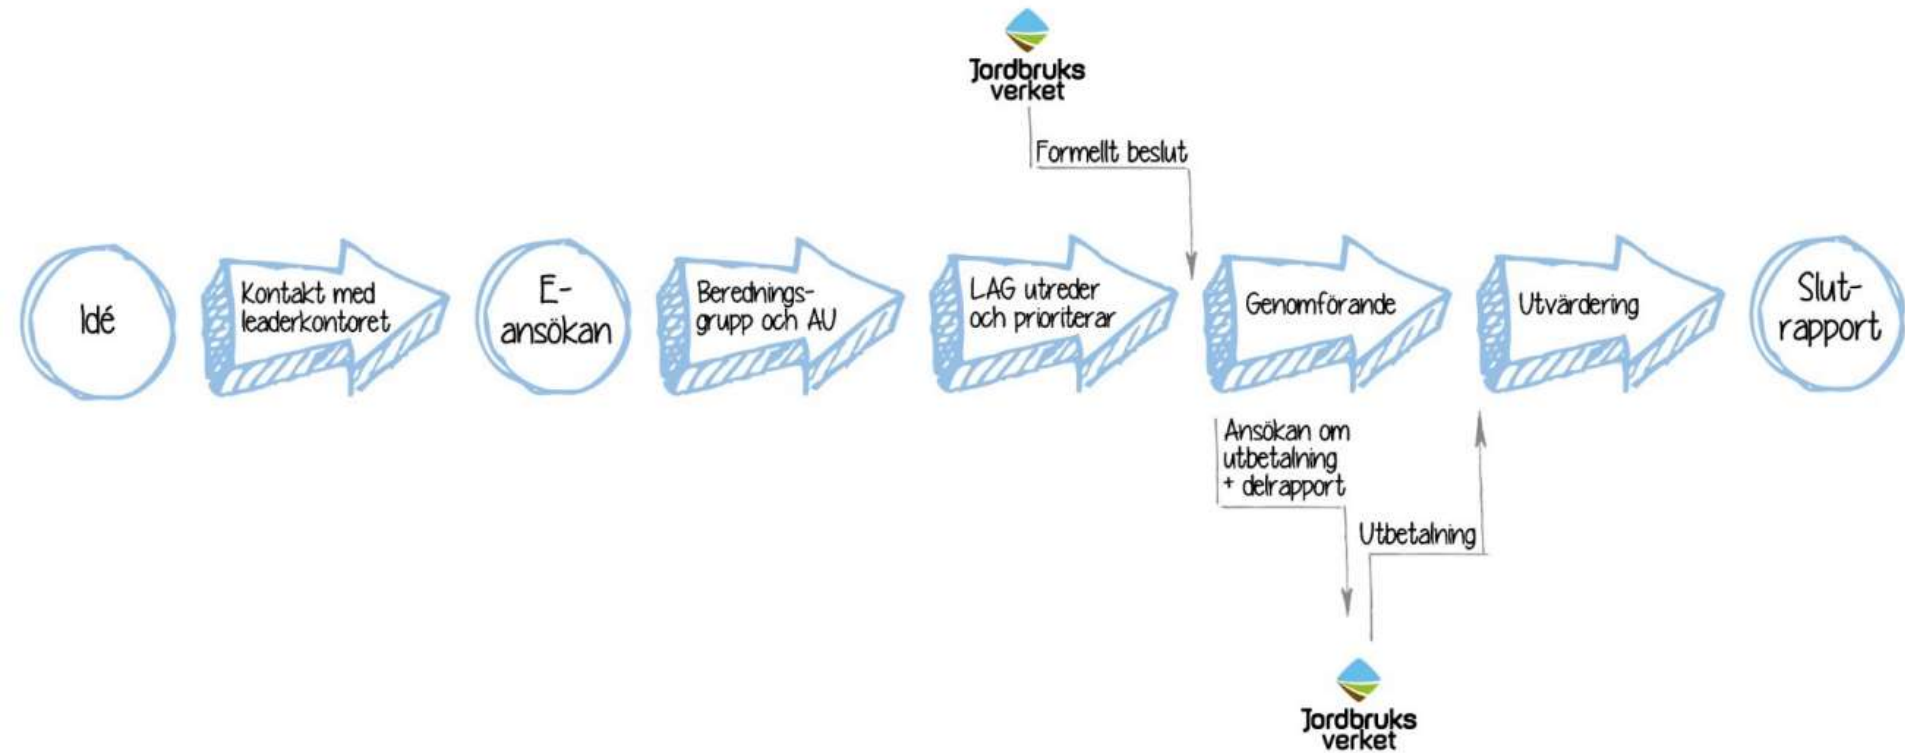 Jordbruks
verket
Formellt beslut
Idé
Kontakt med
leaderkontoret
E-
ansökan
Berednings-
grupp och AU
LAG utreder
och prioriterar
Genomförande
Utvärdering
Slut-
rapport
Ansökan om
utbetalning
+ delrapport
Utbetalning
Jordbruks
verket